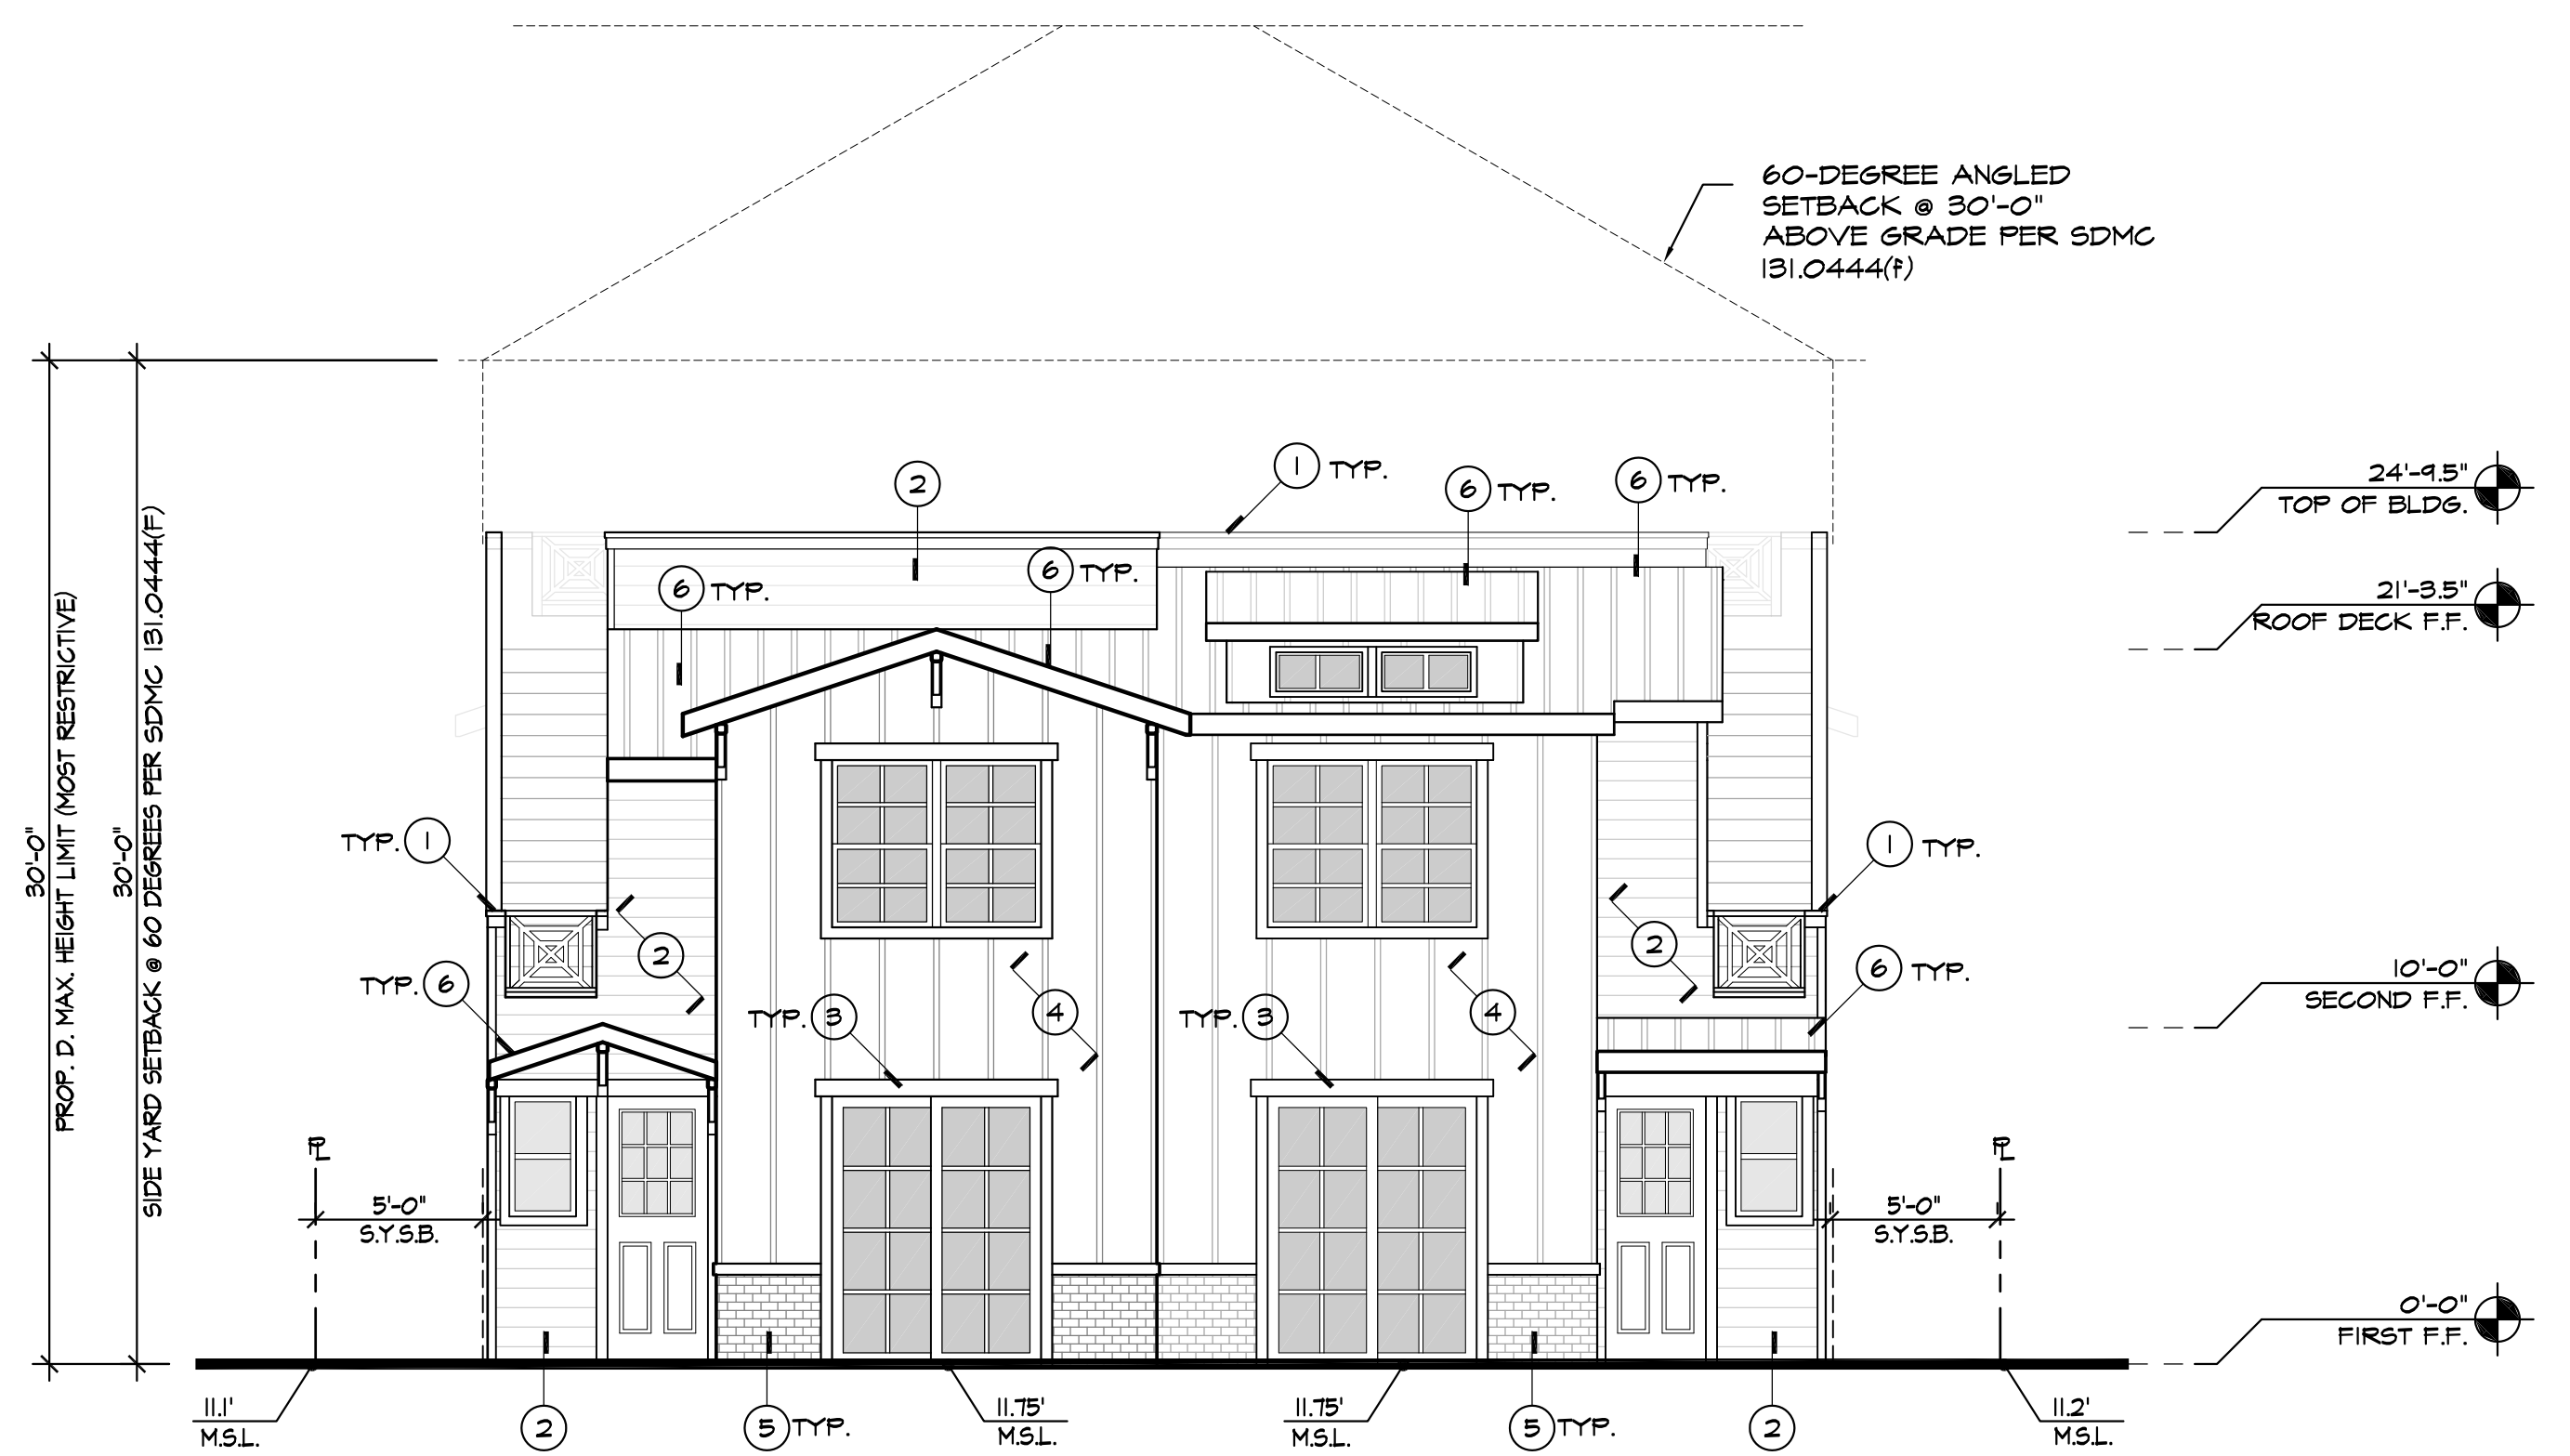 60-DEGREE ANGLED
SETBACK @ 30'-0"
ABOVE GRADE PER SDMC
131.0444(f)
30'-0"
PROP. D. MAX. HEIGHT LIMIT (MOST RESTRICTIVE)
30'-0"
SIDE YARD SETBACK @ 60 DEGREES PER SDMC 131.0444(F)
1 TYP.
2
6 TYP.
6 TYP.
24'-9.5"
TOP OF BLDG.
6 TYP.
6 TYP.
21'-3.5"
ROOF DECK F.F.
TYP. 1
1 TYP.
2
2
TYP. 6
6 TYP.
10'-0"
SECOND F.F.
TYP. 3
4
TYP. 3
4
PL
PL
5'-0"
S.Y.S.B.
5'-0"
S.Y.S.B.
0'-0"
FIRST F.F.
11.1'
M.S.L.
2
5 TYP.
11.75'
M.S.L.
11.75'
M.S.L.
5 TYP.
2
11.2'
M.S.L.